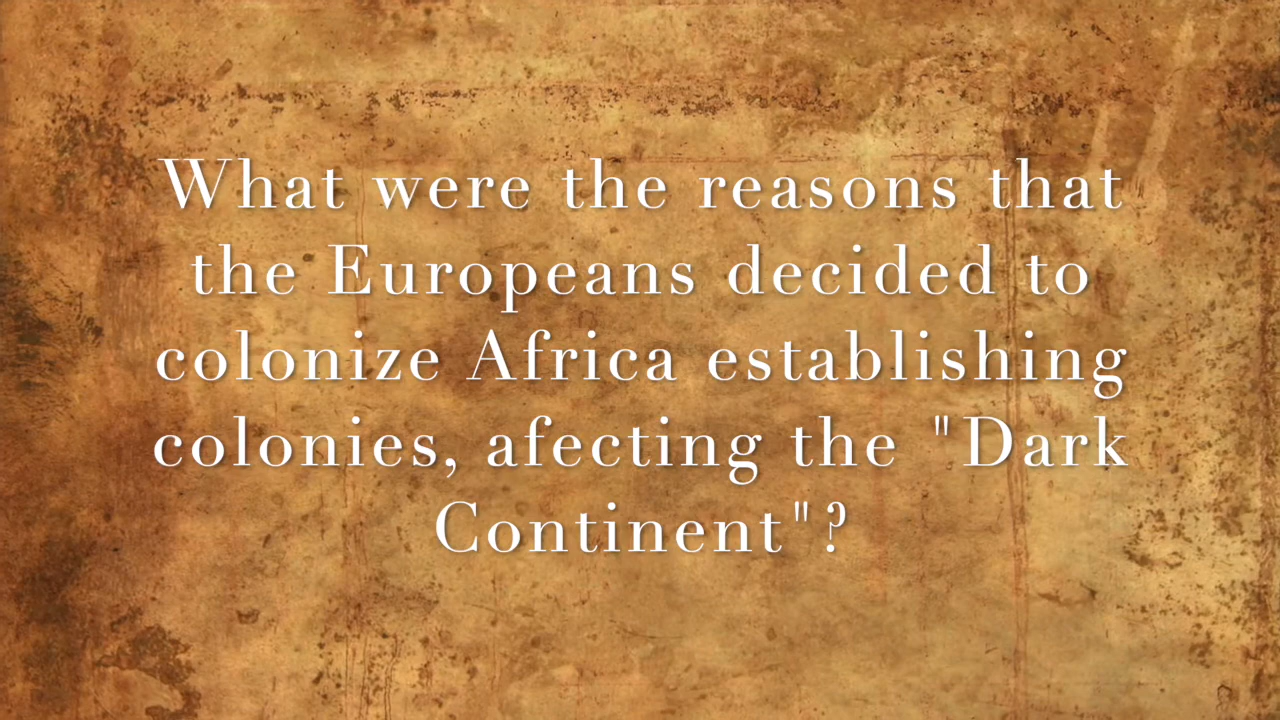 What were the reasons that
the Europeans decided to
colonize Africa establishing
colonies, afecting the "Dark
Continent"?